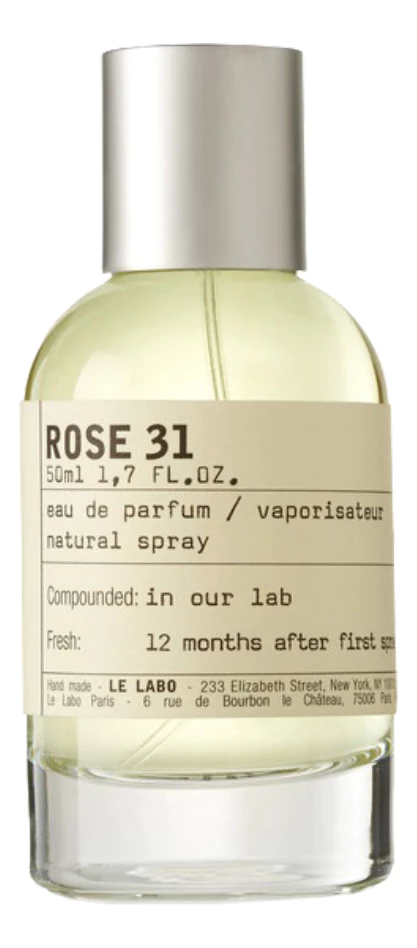 ROSE 31
50ml 1,7 FL.OZ.
eau de parfum / vaporisateur
natural spray
Compounded: in our lab
Fresh: 12 months after first
Hand made - LE LABO - 233 Elizabeth Street, New York, NY
Le Labo Paris - 6 rue de Bourbon le Château, 75006 Paris,